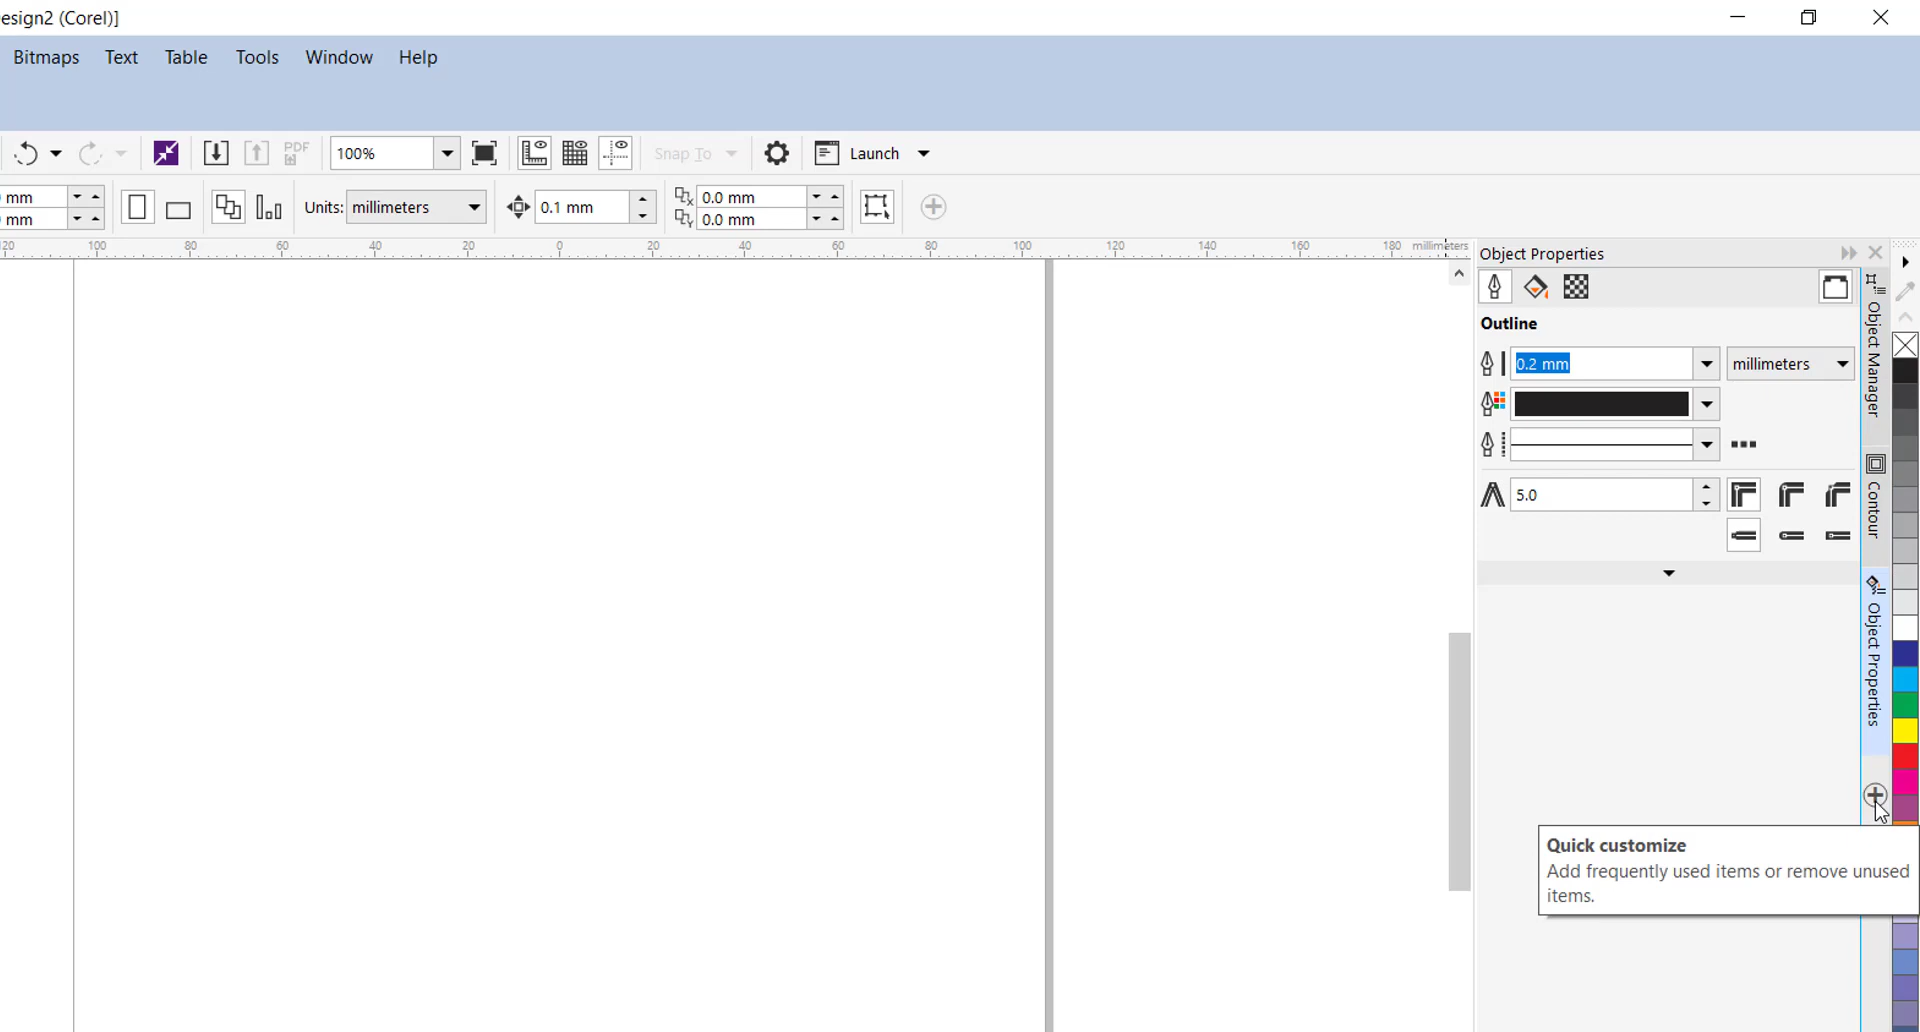 esign2 (Corel)]
Bitmaps Text Table Tools Window Help
PDF 100% Snap To Launch
mm
mm
Units: millimeters 0.1 mm 0.0 mm
0.0 mm
20 100 80 60 40 20 0 20 40 60 80 100 120 140 160 180 millimeters
Object Properties
Outline
0.2 mm millimeters
5.0
Object Manager
Contour
Object Properties
Quick customize
Add frequently used items or remove unused
items.